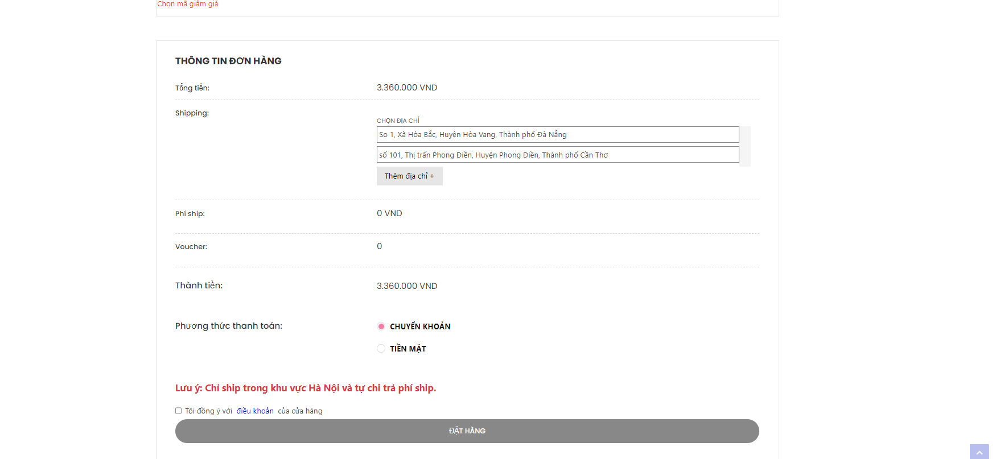 Chọn mã giảm giá
THÔNG TIN ĐƠN HÀNG
Tổng tiền: 3.360.000 VND
Shipping:
CHỌN ĐỊA CHỈ
So 1, Xã Hòa Bắc, Huyện Hòa Vang, Thành phố Đà Nẵng
số 101, Thị trấn Phong Điền, Huyện Phong Điền, Thành phố Cần Thơ
Thêm địa chỉ +
Phí ship: 0 VND
Voucher: 0
Thành tiền: 3.360.000 VND
Phương thức thanh toán: CHUYỂN KHOẢN
TIỀN MẶT
Lưu ý: Chỉ ship trong khu vực Hà Nội và tự chi trả phí ship.
Tôi đồng ý với điều khoản của cửa hàng
ĐẶT HÀNG